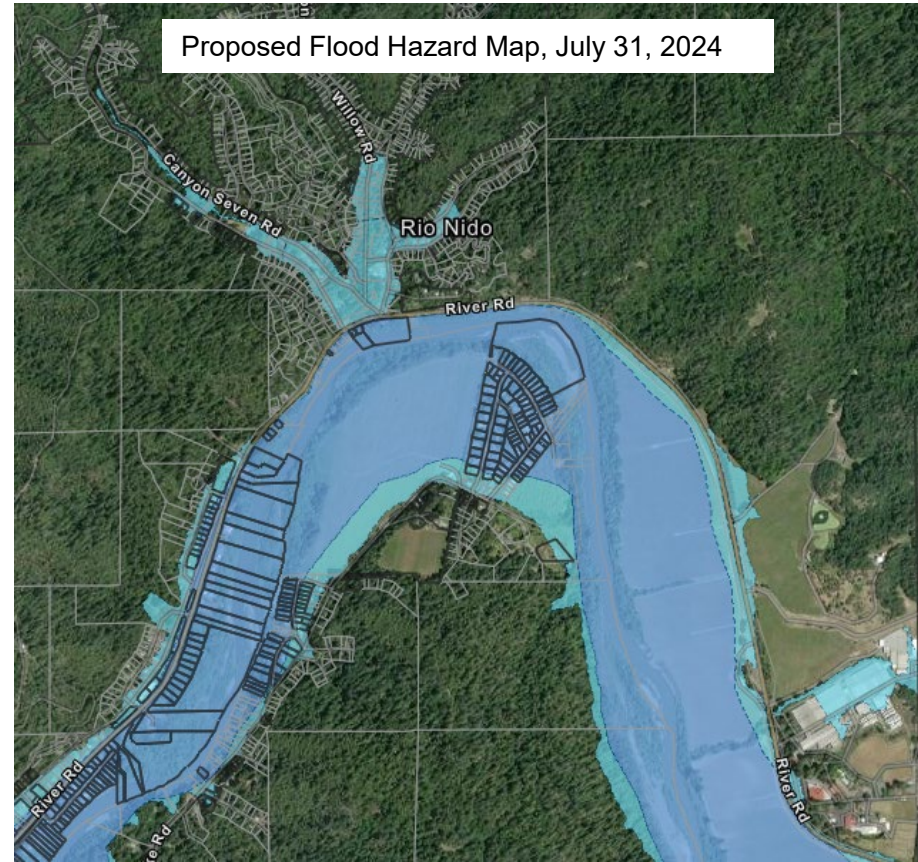 Proposed Flood Hazard Map, July 31, 2024
Willow Rd
Canyon Seven Rd
Rio Nido
River Rd
River Rd
River Rd
Rd